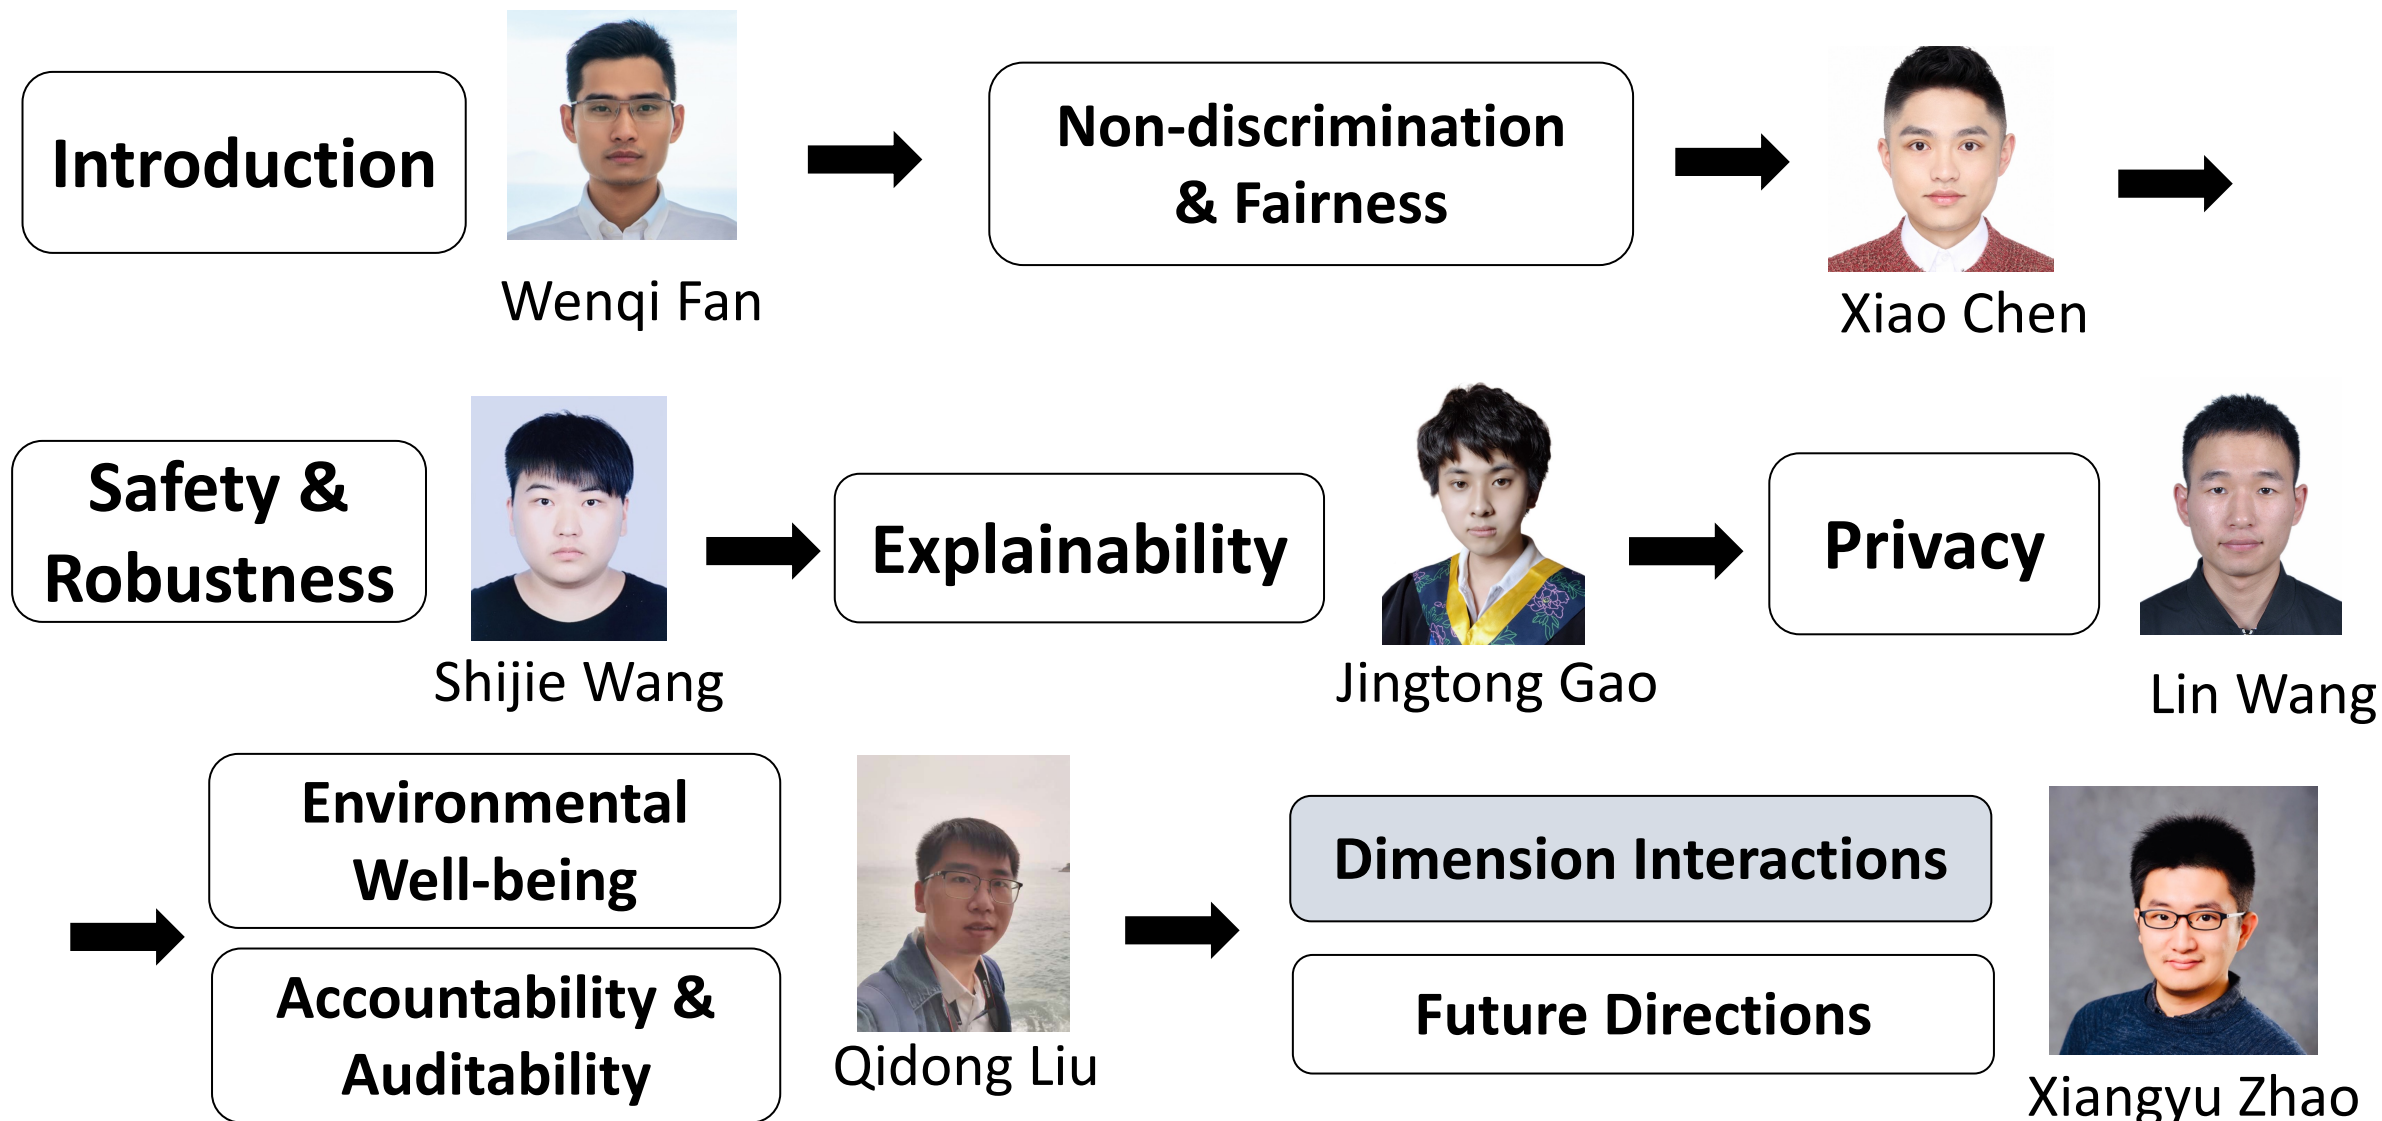 Introduction
Wenqi Fan
Non-discrimination
& Fairness
Xiao Chen
Safety &
Robustness
Shijie Wang
Explainability
Jingtong Gao
Privacy
Lin Wang
Environmental
Well-being
Accountability &
Auditability
Qidong Liu
Dimension Interactions
Future Directions
Xiangyu Zhao